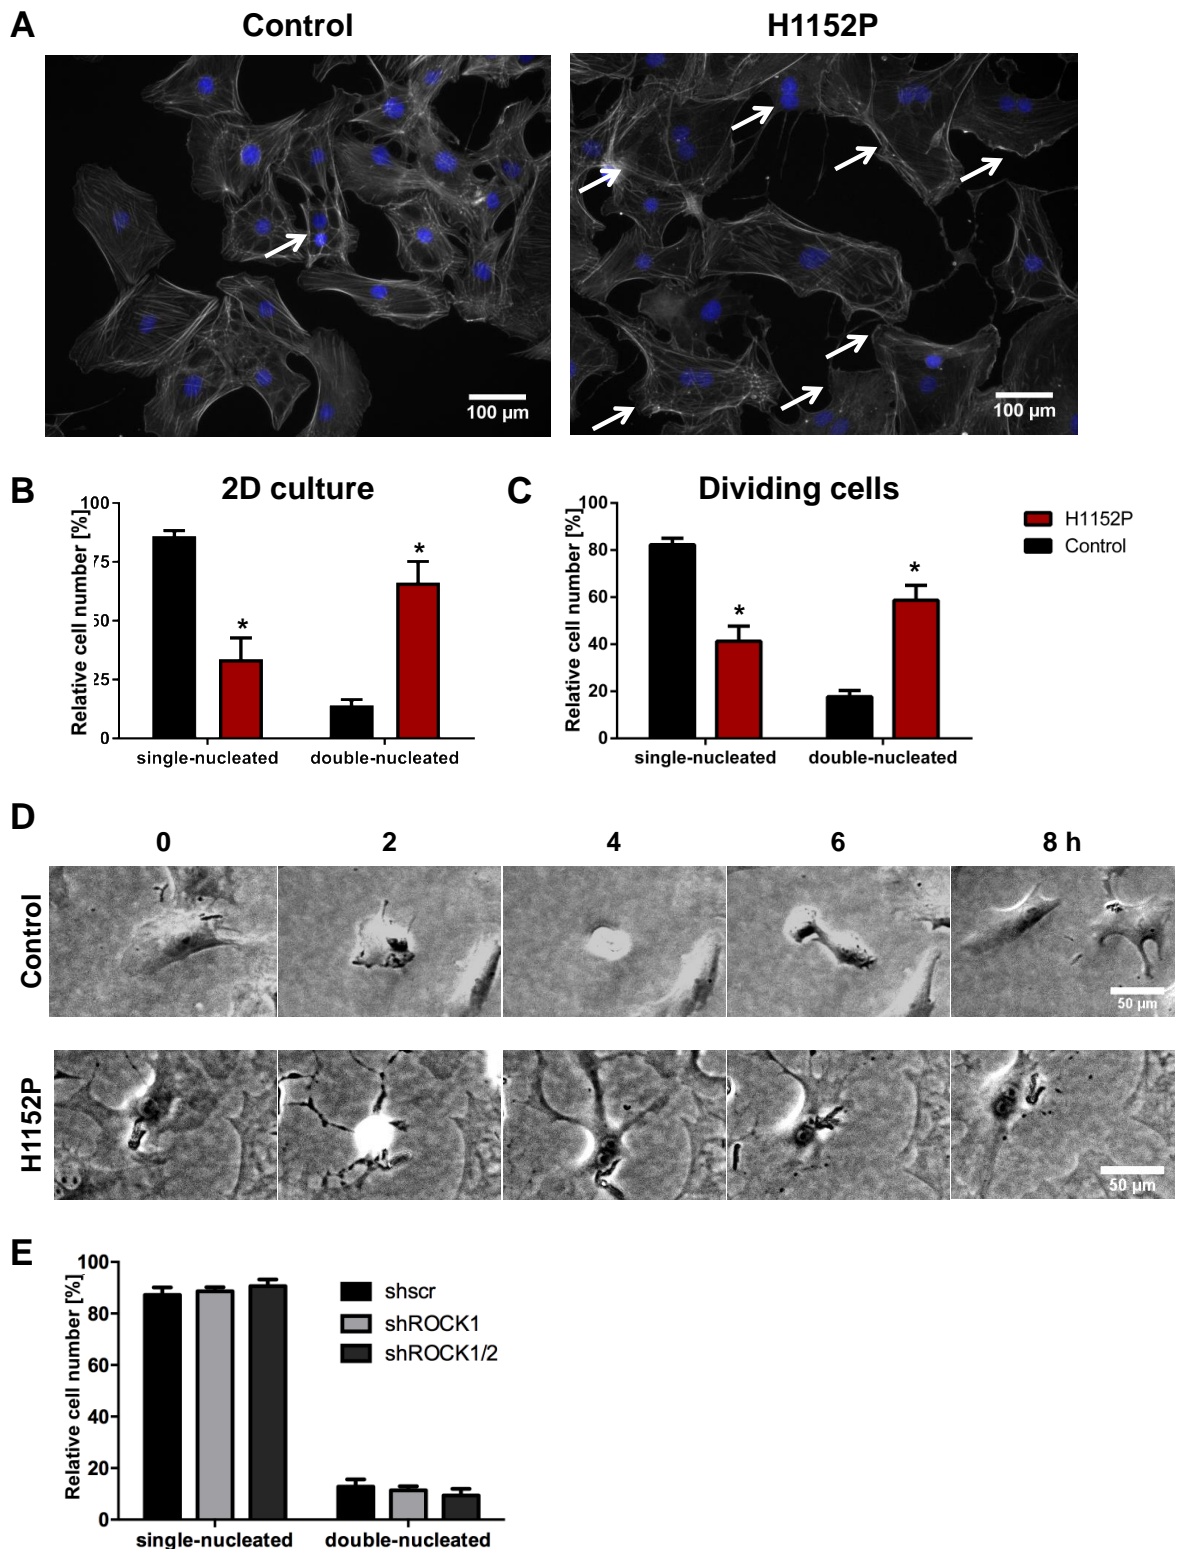 A
Control
H1152P
100 µm
100 µm
B
2D culture
Relative cell number [%]
100
75
50
25
0
*
*
single-nucleated
double-nucleated
C
Dividing cells
Relative cell number [%]
100
80
60
40
20
0
*
*
single-nucleated
double-nucleated
H1152P
Control
D
0
2
4
6
8 h
Control
50 µm
H1152P
50 µm
E
Relative cell number [%]
100
80
60
40
20
0
shscr
shROCK1
shROCK1/2
single-nucleated
double-nucleated